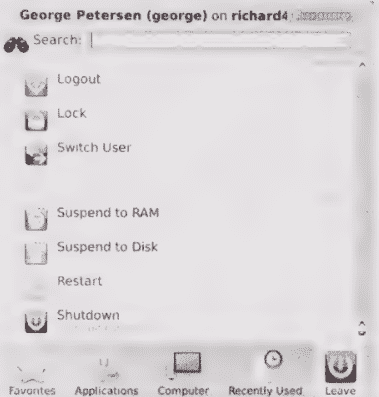 George Petersen (george) on richard4
Search:
Logout
Lock
Switch User
Suspend to RAM
Suspend to Disk
Restart
Shutdown
Favorites Applications Computer Recently Used Leave